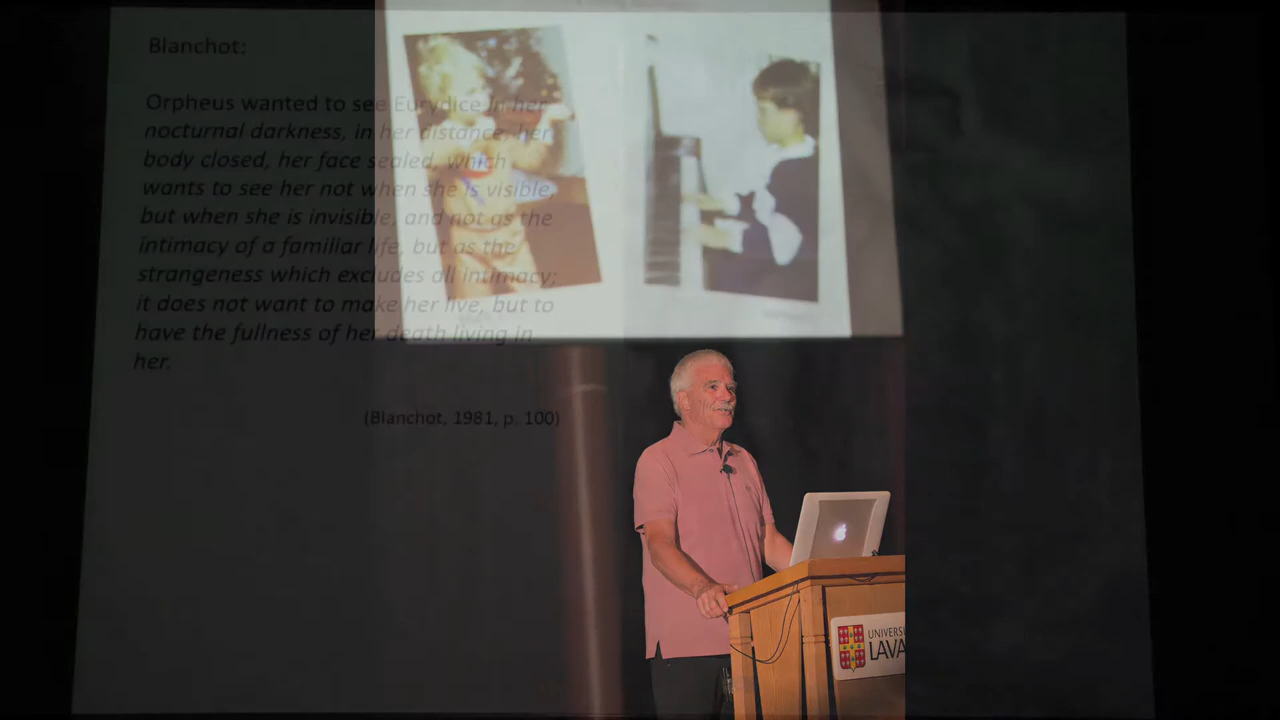 Blanchot:
Orpheus wanted to see Eurydice in her
nocturnal darkness, in her distance, her
body closed, her face sealed, which
wants to see her not when she is visible,
but when she is invisible, and not as the
intimacy of a familiar life, but as the
strangeness which excludes all intimacy;
it does not want to make her live, but to
have the fullness of her death living in
her.
(Blanchot, 1981, p. 100)
UNIVERS
LAVA